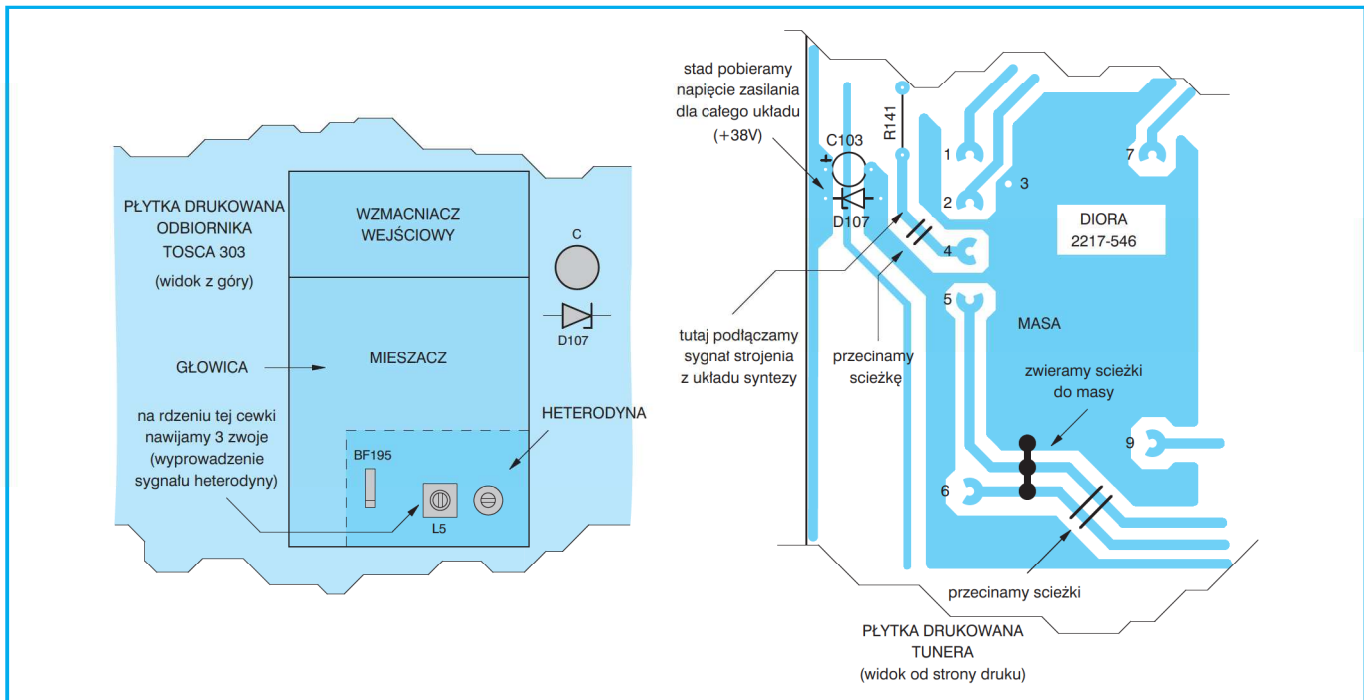 PŁYTKA DRUKOWANA
ODBIORNIKA
TOSCA 303
(widok z góry)
WZMACNIACZ
WEJŚCIOWY
C
D107
GŁOWICA
MIESZACZ
na rdzeniu tej cewki
nawijamy 3 zwoje
(wyprowadzenie
sygnału heterodyny)
HETERODYNA
BF195
L5
stad pobieramy
napięcie zasilania
dla całego układu
(+38V)
R141
C103
+
D107
1
2
3
4
5
6
7
9
DIORA
2217-546
MASA
tutaj podłączamy
sygnał strojenia
z układu syntezy
przecinamy
scieżkę
zwieramy scieżki
do masy
przecinamy scieżki
PŁYTKA DRUKOWANA
TUNERA
(widok od strony druku)